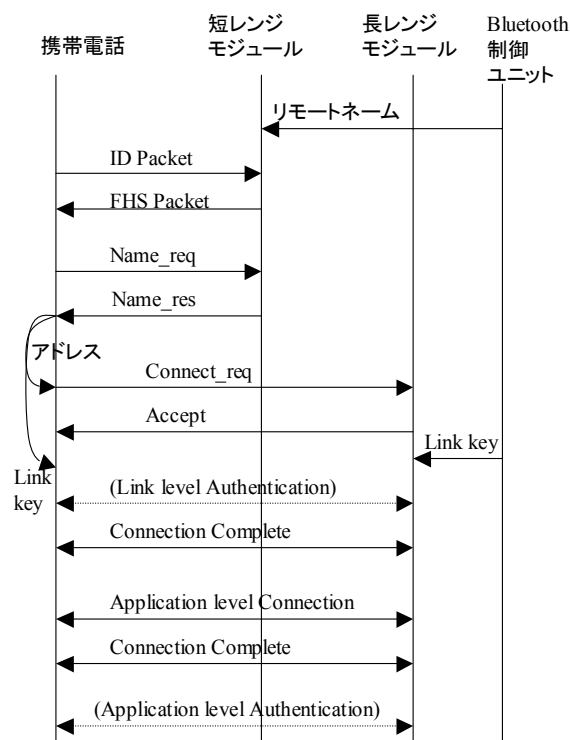 携帯電話
短レンジ
モジュール
長レンジ
モジュール
Bluetooth
制御
ユニット
リモートネーム
ID Packet
FHS Packet
Name_req
Name_res
アドレス
Connect_req
Accept
Link key
Link
key
(Link level Authentication)
Connection Complete
Application level Connection
Connection Complete
(Application level Authentication)